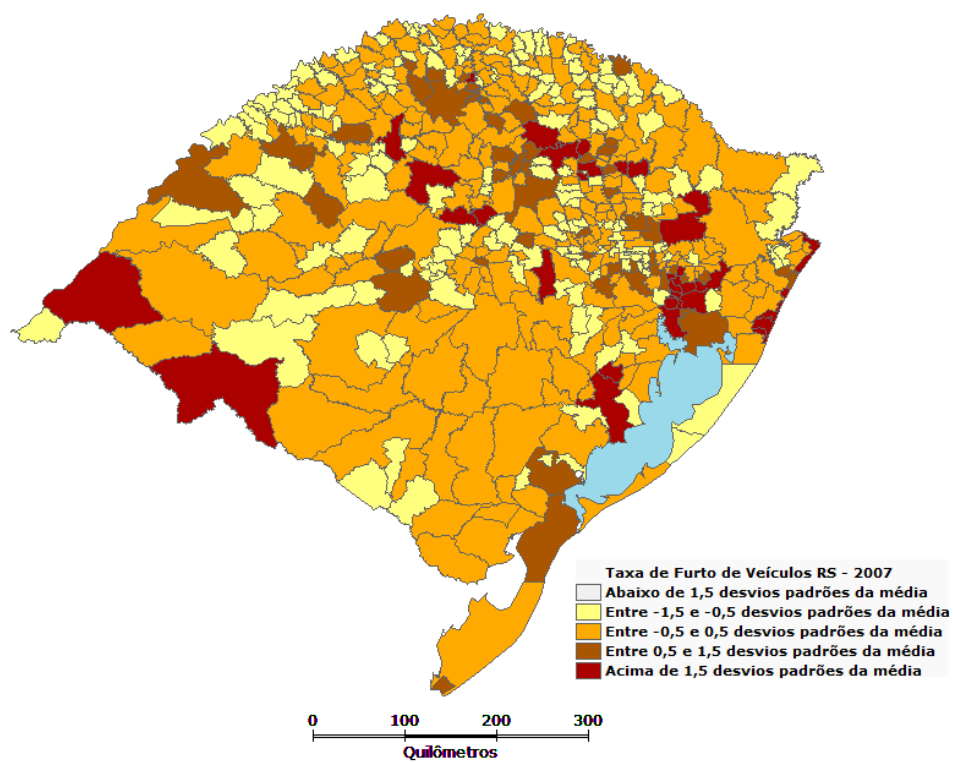 Taxa de Furto de Veículos RS - 2007
Abaixo de 1,5 desvios padrões da média
Entre -1,5 e -0,5 desvios padrões da média
Entre -0,5 e 0,5 desvios padrões da média
Entre 0,5 e 1,5 desvios padrões da média
Acima de 1,5 desvios padrões da média
0 100 200 300
Quilômetros